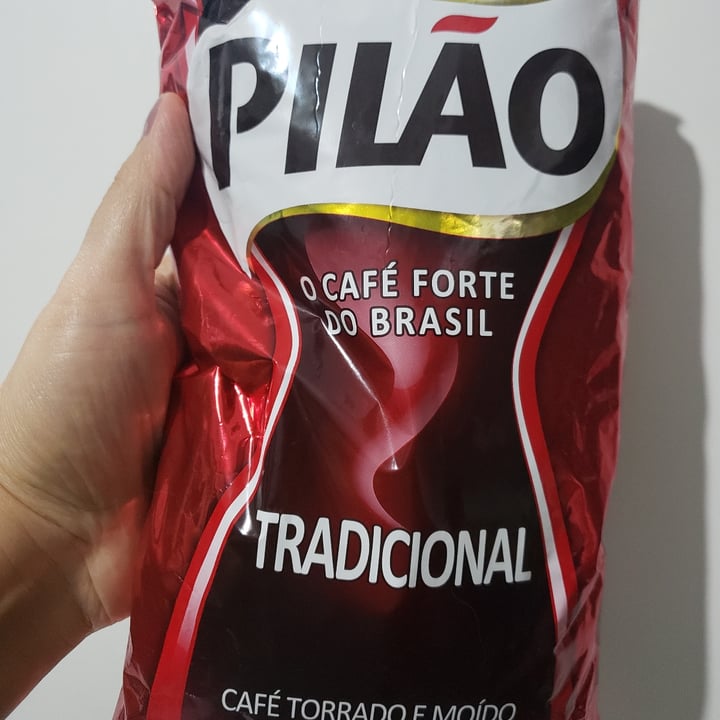 PILÃO
O CAFÉ FORTE
DO BRASIL
TRADICIONAL
CAFÉ TORRADO E MOÍDO